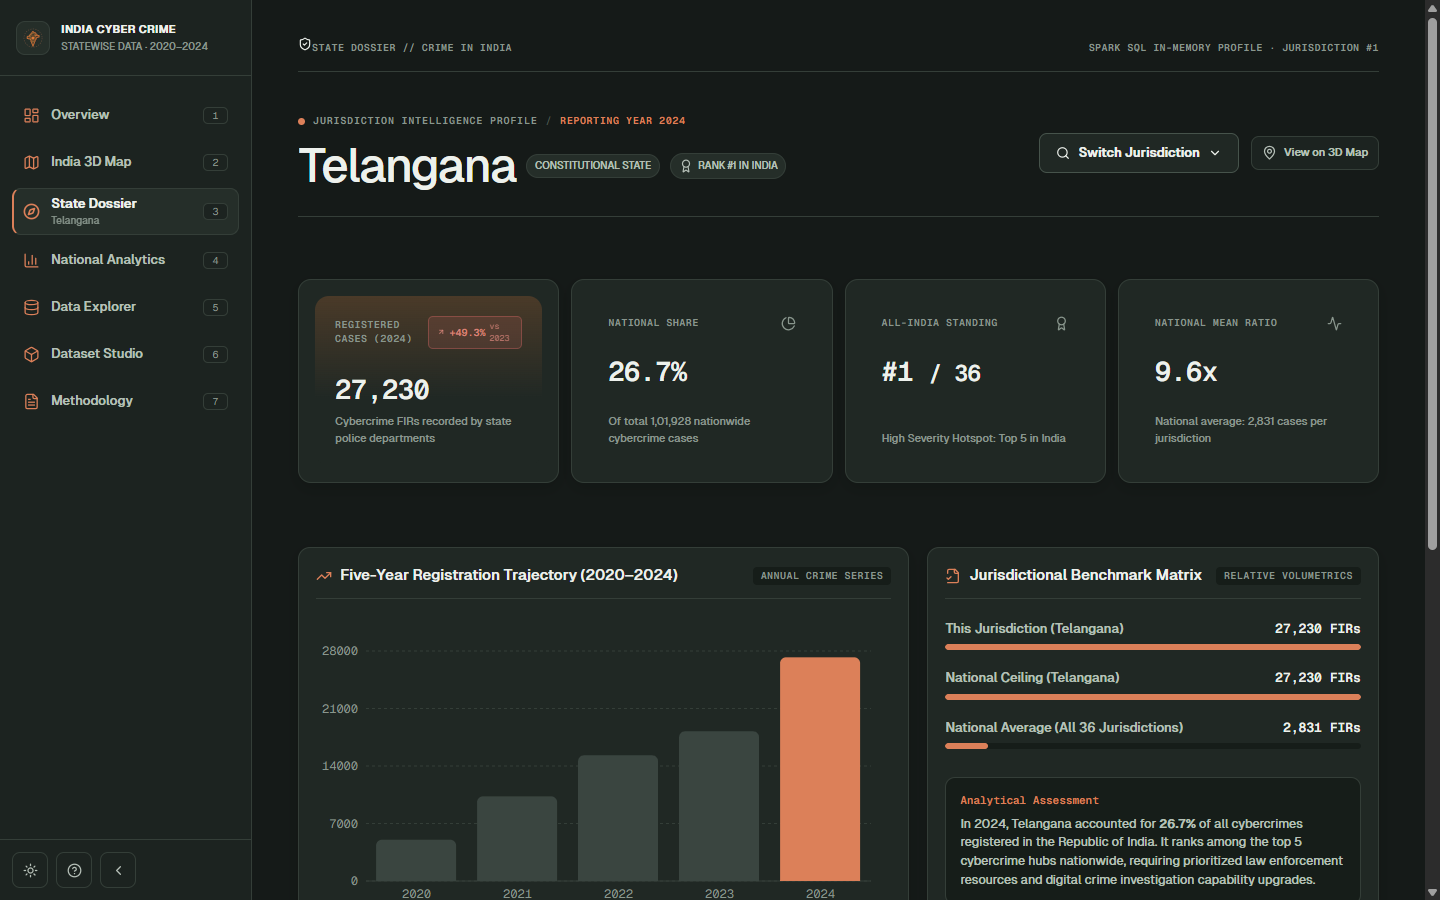 INDIA CYBER CRIME
STATEWISE DATA · 2020–2024
Overview 1
India 3D Map 2
State Dossier 3
Telangana
National Analytics 4
Data Explorer 5
Dataset Studio 6
Methodology 7
STATE DOSSIER // CRIME IN INDIA
SPARK SQL IN-MEMORY PROFILE · JURISDICTION #1
JURISDICTION INTELLIGENCE PROFILE / REPORTING YEAR 2024
Telangana CONSTITUTIONAL STATE RANK #1 IN INDIA
Switch Jurisdiction
View on 3D Map
REGISTERED
CASES (2024)
+49.3% vs
2023
27,230
Cybercrime FIRs recorded by state
police departments
NATIONAL SHARE
26.7%
Of total 1,01,928 nationwide
cybercrime cases
ALL-INDIA STANDING
#1 / 36
High Severity Hotspot: Top 5 in India
NATIONAL MEAN RATIO
9.6x
National average: 2,831 cases per
jurisdiction
Five-Year Registration Trajectory (2020–2024)
ANNUAL CRIME SERIES
28000
21000
14000
7000
0
2020 2021 2022 2023 2024
Jurisdictional Benchmark Matrix
RELATIVE VOLUMETRICS
This Jurisdiction (Telangana) 27,230 FIRs
National Ceiling (Telangana) 27,230 FIRs
National Average (All 36 Jurisdictions) 2,831 FIRs
Analytical Assessment
In 2024, Telangana accounted for 26.7% of all cybercrimes
registered in the Republic of India. It ranks among the top 5
cybercrime hubs nationwide, requiring prioritized law enforcement
resources and digital crime investigation capability upgrades.